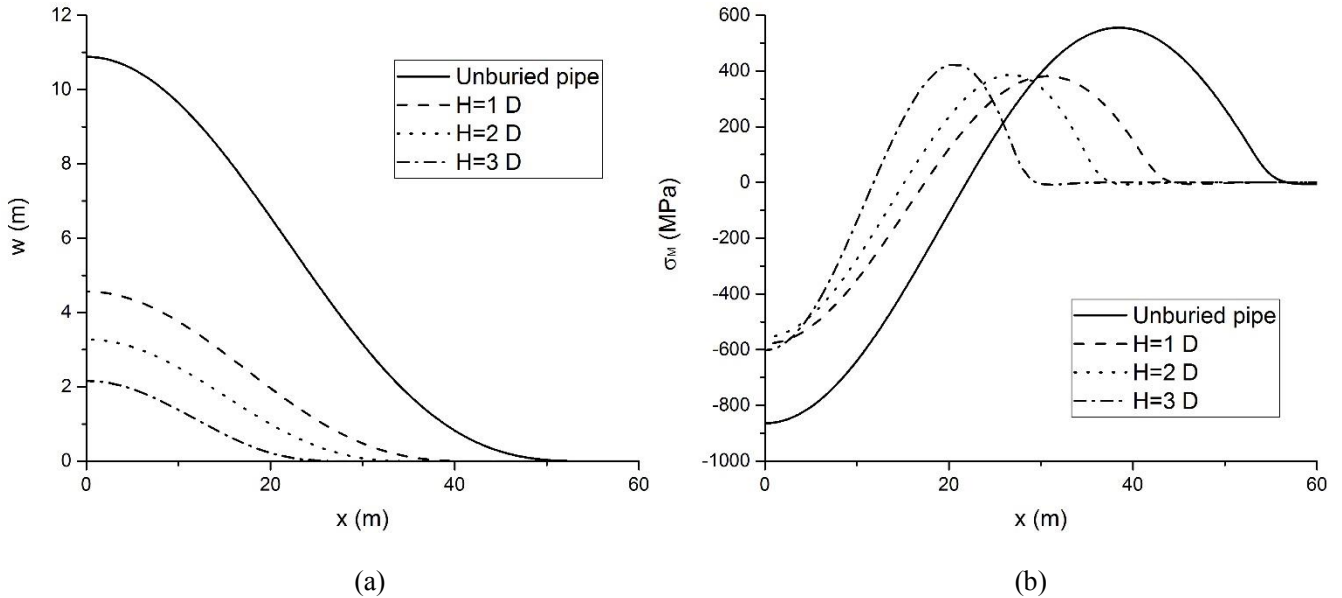 12
10
8
6
4
2
0
w (m)
Unburied pipe
H=1 D
H=2 D
H=3 D
0 20 40 60
x (m)
(a)
600
400
200
0
-200
-400
-600
-800
-1000
σM (MPa)
Unburied pipe
H=1 D
H=2 D
H=3 D
0 20 40 60
x (m)
(b)